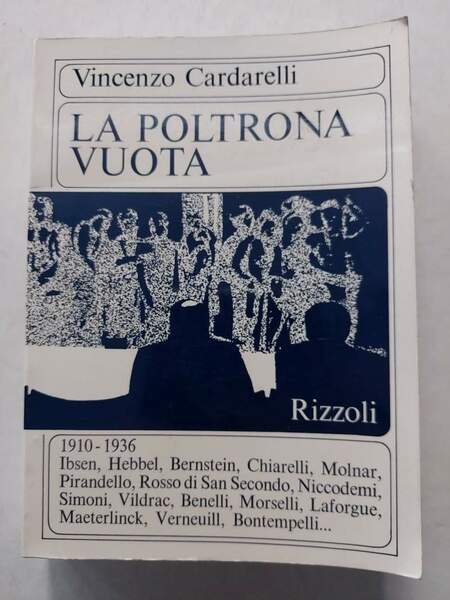 Vincenzo Cardarelli
LA POLTRONA
VUOTA
Rizzoli
1910-1936
Ibsen, Hebbel, Bernstein, Chiarelli, Molnar,
Pirandello, Rosso di San Secondo, Niccodemi,
Simoni, Vildrac, Benelli, Morselli, Laforgue,
Maeterlinck, Verneuill, Bontempelli...